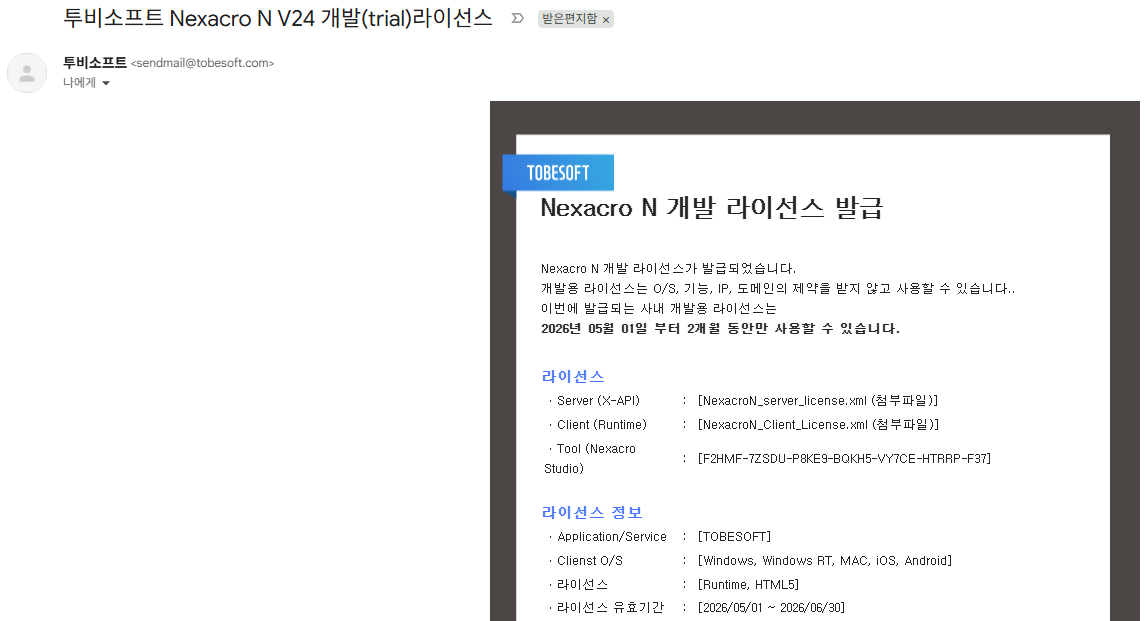 투비소프트 Nexacro N V24 개발(trial)라이선스 받은편지함 ×
투비소프트 <sendmail@tobesoft.com>
나에게
TOBESOFT
Nexacro N 개발 라이선스 발급
Nexacro N 개발 라이선스가 발급되었습니다.
개발용 라이선스는 O/S, 기능, IP, 도메인의 제약을 받지 않고 사용할 수 있습니다..
이번에 발급되는 사내 개발용 라이선스는
2026년 05월 01일 부터 2개월 동안만 사용할 수 있습니다.
라이선스
· Server (X-API) : [NexacroN_server_license.xml (첨부파일)]
· Client (Runtime) : [NexacroN_Client_License.xml (첨부파일)]
· Tool (Nexacro
Studio) : [F2HMF-7ZSDU-P8KE9-BQKH5-VY7CE-HTRRP-F37]
라이선스 정보
· Application/Service : [TOBESOFT]
· Clienst O/S : [Windows, Windows RT, MAC, iOS, Android]
· 라이선스 : [Runtime, HTML5]
· 라이선스 유효기간 : [2026/05/01 ~ 2026/06/30]